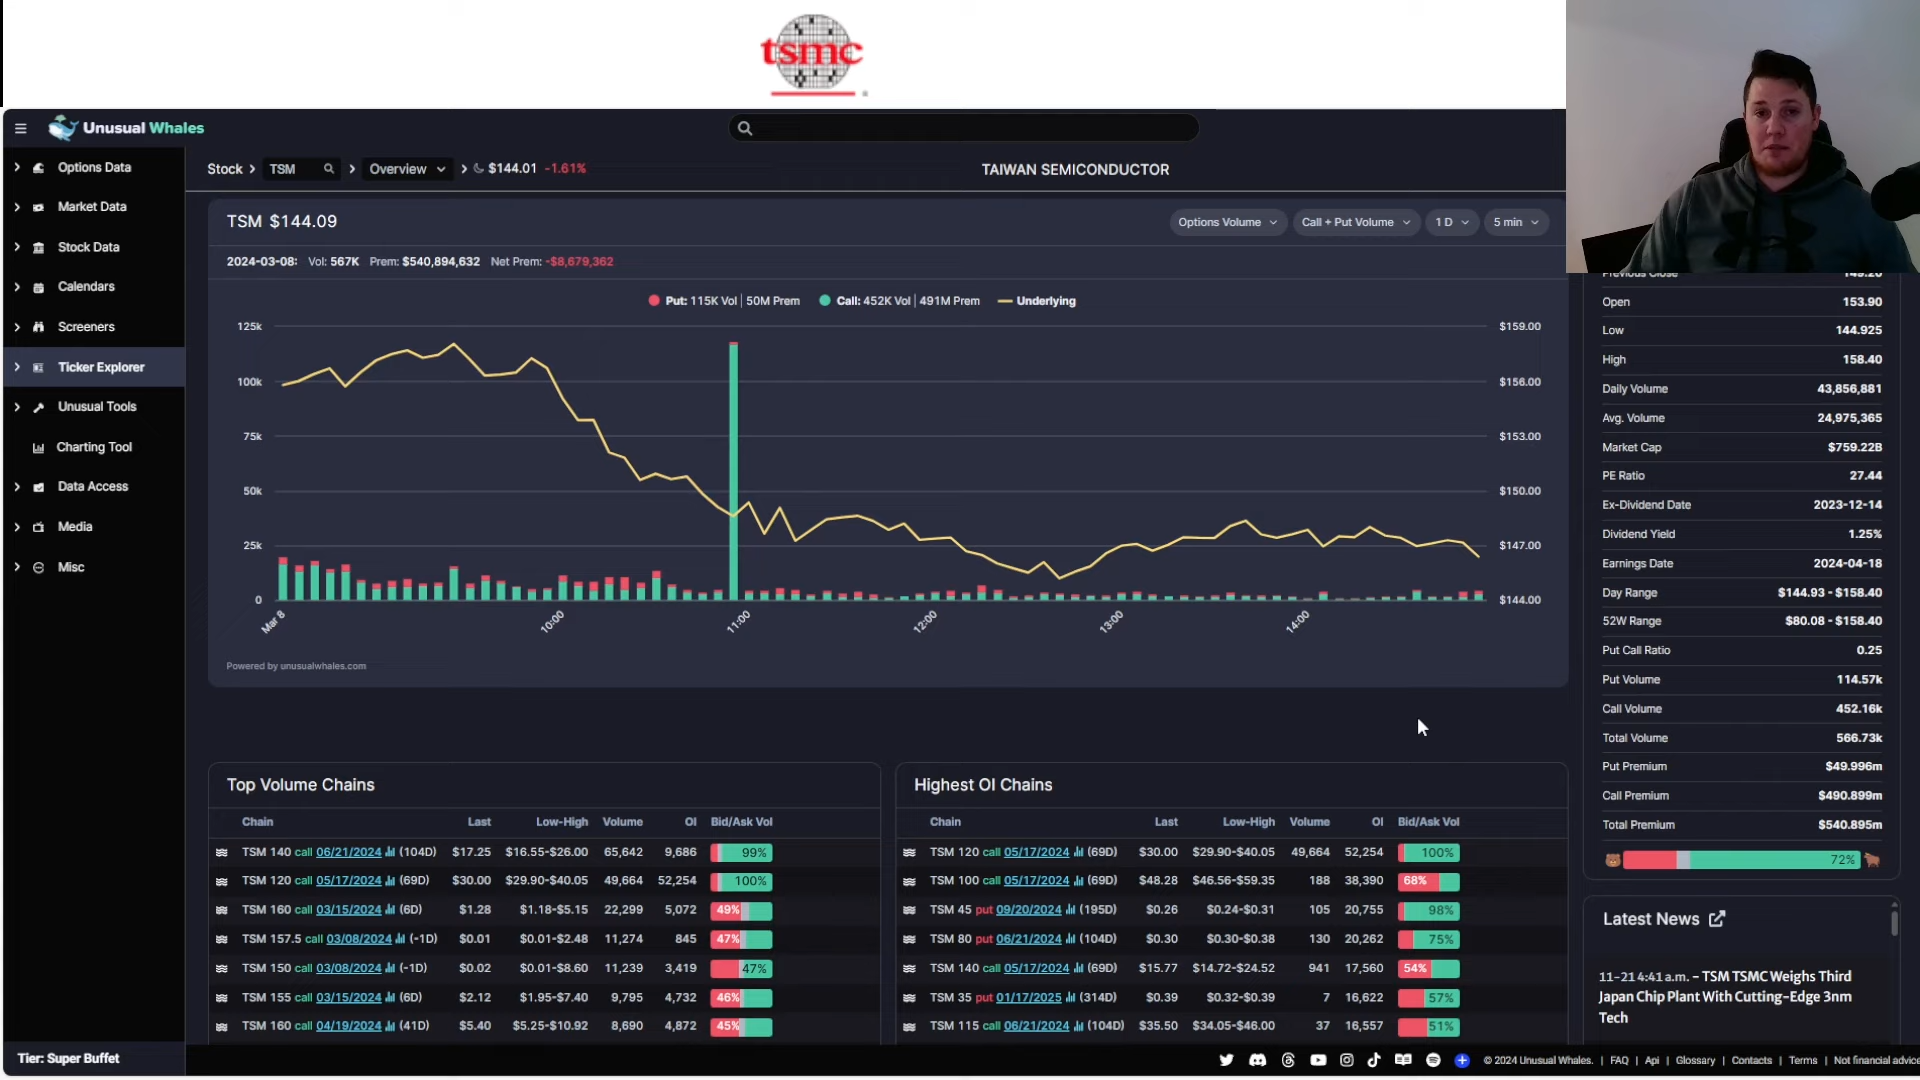 tsmc
Unusual Whales
Options Data
Market Data
Stock Data
Calendars
Screeners
Ticker Explorer
Unusual Tools
Charting Tool
Data Access
Media
Misc
Tier: Super Buffet
Stock > TSM > Overview > $144.01 -1.61%
TAIWAN SEMICONDUCTOR
TSM $144.09
Options Volume
Call + Put Volume
1 D
5 min
2024-03-08: Vol: 567K Prem: $540,894,632 Net Prem: -$8,679,362
Put: 115K Vol | 50M Prem Call: 452K Vol | 491M Prem Underlying
125k $159.00
100k $156.00
75k $153.00
50k $150.00
25k $147.00
0 $144.00
Mar 8 10:00 11:00 12:00 13:00 14:00
Powered by unusualwhales.com
Top Volume Chains
Chain Last Low-High Volume OI Bid/Ask Vol
TSM 140 call 06/21/2024 (104D) $17.25 $16.55-$26.00 65,642 9,686 99%
TSM 120 call 05/17/2024 (69D) $30.00 $29.90-$40.05 49,664 52,254 100%
TSM 160 call 03/15/2024 (6D) $1.28 $1.18-$5.15 22,299 5,072 49%
TSM 157.5 call 03/08/2024 (-1D) $0.01 $0.01-$2.48 11,274 845 47%
TSM 150 call 03/08/2024 (-1D) $0.02 $0.01-$8.60 11,239 3,419 47%
TSM 155 call 03/15/2024 (6D) $2.12 $1.95-$7.40 9,795 4,732 46%
TSM 160 call 04/19/2024 (41D) $5.40 $5.25-$10.92 8,690 4,872 45%
Highest OI Chains
Chain Last Low-High Volume OI Bid/Ask Vol
TSM 120 call 05/17/2024 (69D) $30.00 $29.90-$40.05 49,664 52,254 100%
TSM 100 call 05/17/2024 (69D) $48.28 $46.56-$59.35 188 38,390 68%
TSM 45 put 09/20/2024 (195D) $0.26 $0.24-$0.31 105 20,755 98%
TSM 80 put 06/21/2024 (104D) $0.30 $0.30-$0.38 130 20,262 75%
TSM 140 call 05/17/2024 (69D) $15.77 $14.72-$24.52 941 17,560 54%
TSM 35 put 01/17/2025 (314D) $0.39 $0.32-$0.39 7 16,622 57%
TSM 115 call 06/21/2024 (104D) $35.50 $34.05-$46.00 37 16,557 51%
Previous Close 149.20
Open 153.90
Low 144.925
High 158.40
Daily Volume 43,856,881
Avg. Volume 24,975,365
Market Cap $759.22B
PE Ratio 27.44
Ex-Dividend Date 2023-12-14
Dividend Yield 1.25%
Earnings Date 2024-04-18
Day Range $144.93 - $158.40
52W Range $80.08 - $158.40
Put Call Ratio 0.25
Put Volume 114.57k
Call Volume 452.16k
Total Volume 566.73k
Put Premium $49.996m
Call Premium $490.899m
Total Premium $540.895m
72%
Latest News
11-21 4:41 a.m. - TSM TSMC Weighs Third
Japan Chip Plant With Cutting-Edge 3nm
Tech
© 2024 Unusual Whales. | FAQ | Api | Glossary | Contacts | Terms | Not financial advice